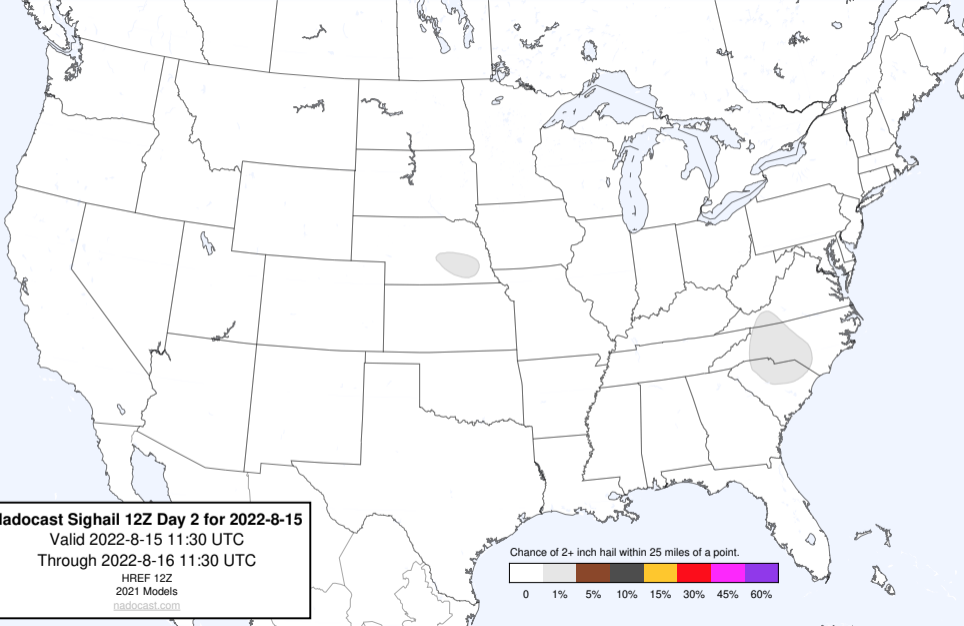 adocast Sighail 12Z Day 2 for 2022-8-15
Valid 2022-8-15 11:30 UTC
Through 2022-8-16 11:30 UTC
HREF 12Z
2021 Models
nadocast.com
Chance of 2+ inch hail within 25 miles of a point.
0 1% 5% 10% 15% 30% 45% 60%